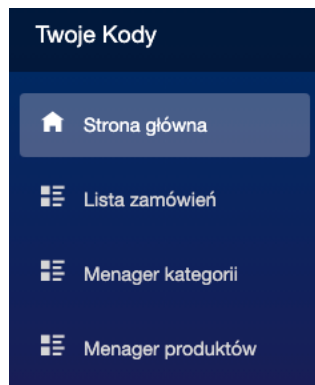 Twoje Kody
Strona główna
Lista zamówień
Menager kategorii
Menager produktów